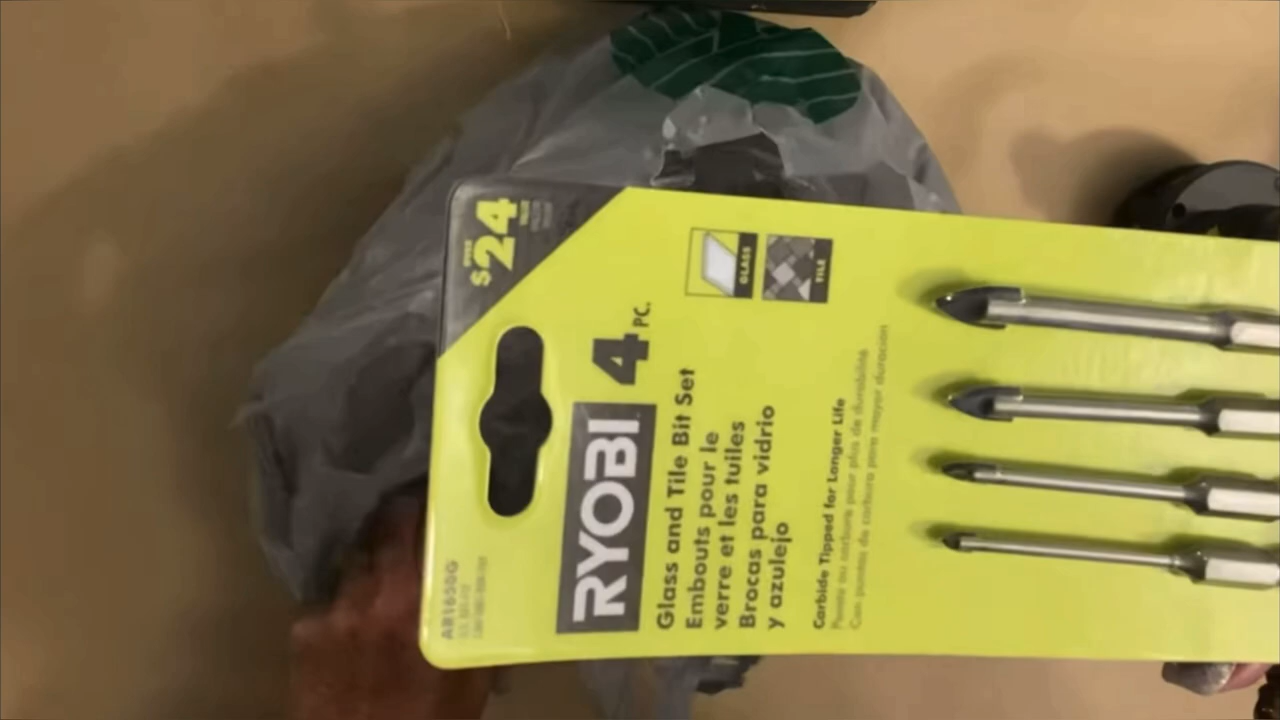 OVER
$24
VALUE
RYOBI
4 PC.
GLASS
TILE
Glass and Tile Bit Set
Embouts pour le
verre et les tuiles
Brocas para vidrio
y azulejo
Carbide Tipped for Longer Life
Pointe au carbure pour plus de durabilité
Con puntas de carburo para mayor duración